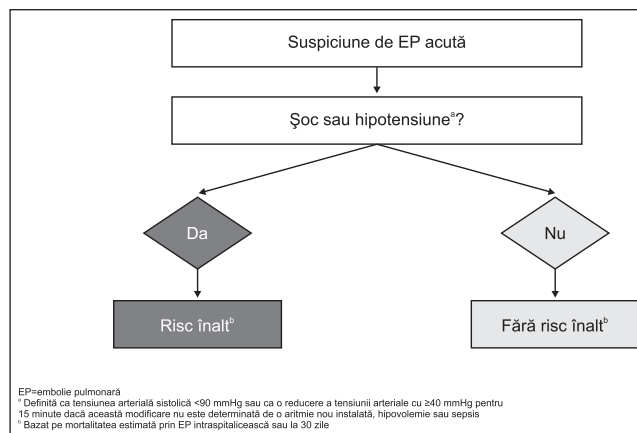 Suspiciune de EP acută
Şoc sau hipotensiuneᵃ?
Da
Nu
Risc înaltᵇ
Fără risc înaltᵇ
EP=embolie pulmonară
ᵃ Definită ca tensiunea arterială sistolică <90 mmHg sau ca o reducere a tensiunii arteriale cu ≥40 mmHg pentru
15 minute dacă această modificare nu este determinată de o aritmie nou instalată, hipovolemie sau sepsis
ᵇ Bazat pe mortalitatea estimată prin EP intraspitalicească sau la 30 zile